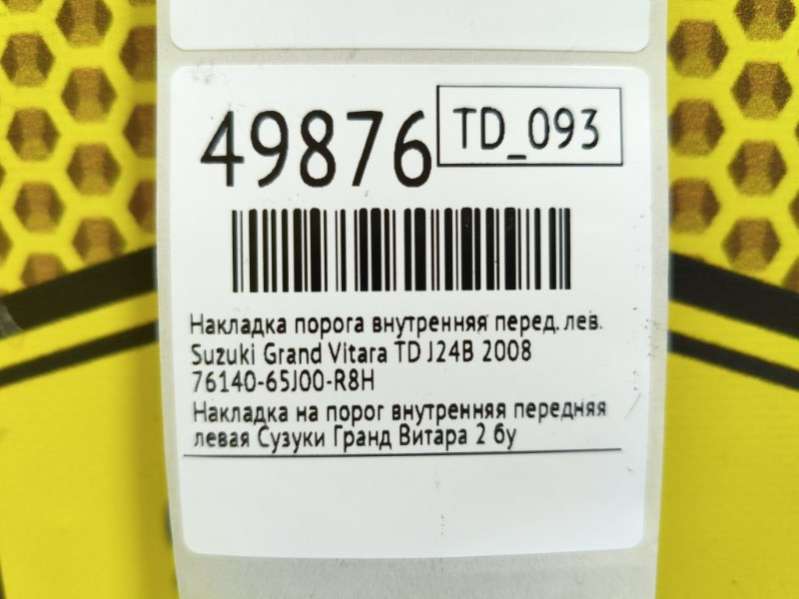 49876 TD_093
Накладка порога внутренняя перед. лев.
Suzuki Grand Vitara TD J24B 2008
76140-65J00-R8H
Накладка на порог внутренняя передняя
левая Сузуки Гранд Витара 2 бу